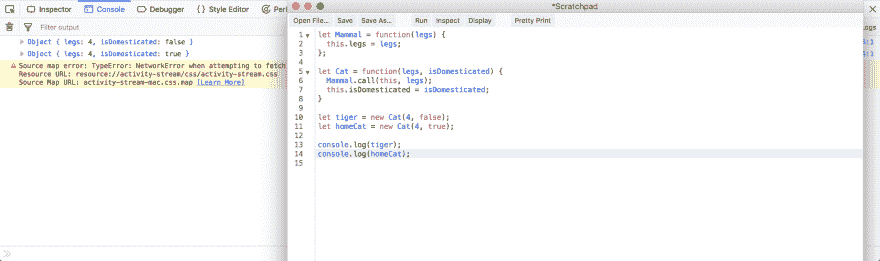 Inspector Console Debugger Style Editor Per
Filter output
Object { legs: 4, isDomesticated: false }
Object { legs: 4, isDomesticated: true }
Source map error: TypeError: NetworkError when attempting to fetch
Resource URL: resource://activity-stream/css/activity-stream.css
Source Map URL: activity-stream-mac.css.map [Learn More]
*Scratchpad
Open File... Save Save As... Run Inspect Display Pretty Print
1 let Mammal = function(legs) {
2 this.legs = legs;
3 };
4
5 let Cat = function(legs, isDomesticated) {
6 Mammal.call(this, legs);
7 this.isDomesticated = isDomesticated;
8 }
9
10 let tiger = new Cat(4, false);
11 let homeCat = new Cat(4, true);
12
13 console.log(tiger);
14 console.log(homeCat);
15